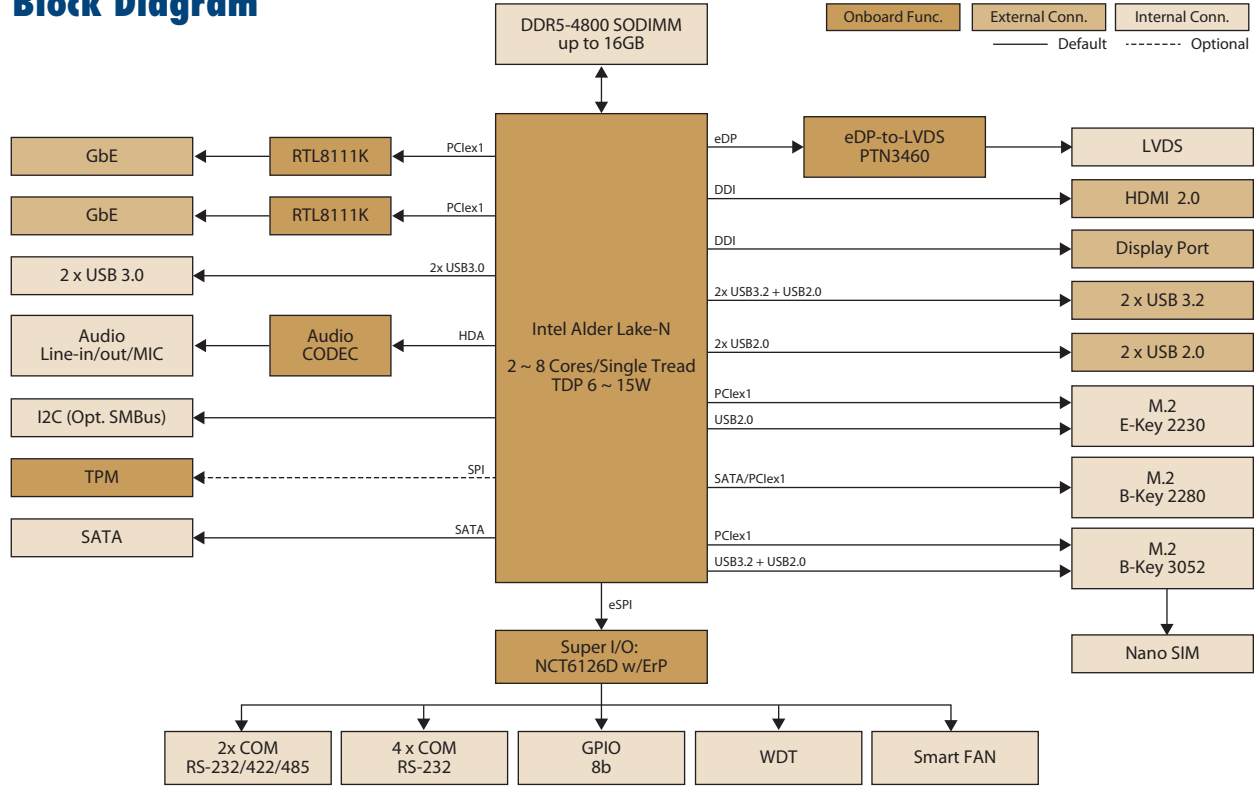 Block Diagram
DDR5-4800 SODIMM
up to 16GB
Onboard Func.
External Conn.
Internal Conn.
Default
Optional
GbE
RTL8111K
PCIex1
GbE
RTL8111K
PCIex1
2 x USB 3.0
2x USB3.0
Audio
Line-in/out/MIC
Audio
CODEC
HDA
I2C (Opt. SMBus)
TPM
SPI
SATA
SATA
Intel Alder Lake-N
2 ~ 8 Cores/Single Tread
TDP 6 ~ 15W
eDP
eDP-to-LVDS
PTN3460
LVDS
DDI
HDMI 2.0
DDI
Display Port
2x USB3.2 + USB2.0
2 x USB 3.2
2x USB2.0
2 x USB 2.0
PCIex1
USB2.0
M.2
E-Key 2230
SATA/PCIex1
M.2
B-Key 2280
PCIex1
USB3.2 + USB2.0
M.2
B-Key 3052
Nano SIM
eSPI
Super I/O:
NCT6126D w/ErP
2x COM
RS-232/422/485
4 x COM
RS-232
GPIO
8b
WDT
Smart FAN